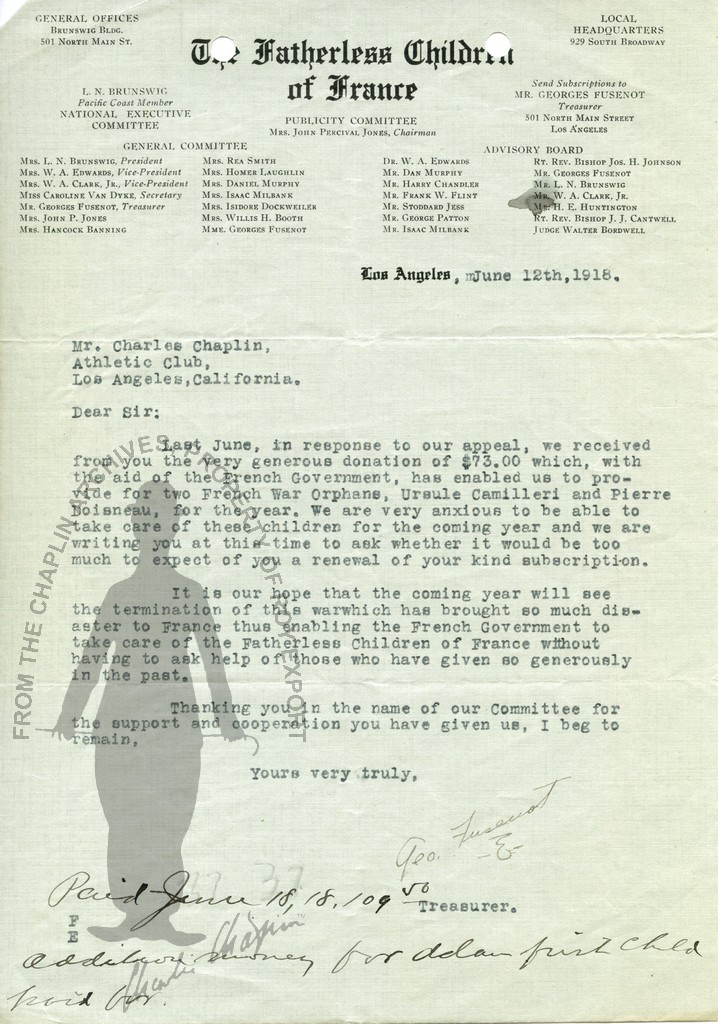 GENERAL OFFICES
BRUNSWIG BLDG.
501 NORTH MAIN ST.
LOCAL
HEADQUARTERS
929 SOUTH BROADWAY
The Fatherless Children
of France
L. N. BRUNSWIG
Pacific Coast Member
NATIONAL EXECUTIVE
COMMITTEE
PUBLICITY COMMITTEE
MRS. JOHN PERCIVAL JONES, Chairman
Send Subscriptions to
MR. GEORGES FUSENOT
Treasurer
501 NORTH MAIN STREET
LOS ANGELES
GENERAL COMMITTEE
MRS. L. N. BRUNSWIG, President
MRS. W. A. EDWARDS, Vice-President
MRS. W. A. CLARK, JR., Vice-President
MISS CAROLINE VAN DYKE, Secretary
MR. GEORGES FUSENOT, Treasurer
MRS. JOHN P. JONES
MRS. HANCOCK BANNING
MRS. REA SMITH
MRS. HOMER LAUGHLIN
MRS. DANIEL MURPHY
MRS. ISAAC MILBANK
MRS. ISIDORE DOCKWEILER
MRS. WILLIS H. BOOTH
MME. GEORGES FUSENOT
ADVISORY BOARD
DR. W. A. EDWARDS
MR. DAN MURPHY
MR. HARRY CHANDLER
MR. FRANK W. FLINT
MR. STODDARD JESS
MR. GEORGE PATTON
MR. ISAAC MILBANK
RT. REV. BISHOP JOS. H. JOHNSON
MR. GEORGES FUSENOT
MR. L. N. BRUNSWIG
MR. W. A. CLARK, JR.
MR. H. E. HUNTINGTON
RT. REV. BISHOP J. J. CANTWELL
JUDGE WALTER BORDWELL
Los Angeles, June 12th,1918.
Mr. Charles Chaplin,
Athletic Club,
Los Angeles,California.
Dear Sir:
Last June, in response to our appeal, we received
from you the very generous donation of $73.00 which, with
the aid of the French Government, has enabled us to pro-
vide for two French War Orphans, Ursule Camilleri and Pierre
Boisneau, for the year. We are very anxious to be able to
take care of these children for the coming year and we are
writing you at this time to ask whether it would be too
much to expect of you a renewal of your kind subscription.
It is our hope that the coming year will see
the termination of this warwhich has brought so much dis-
aster to France thus enabling the French Government to
take care of the Fatherless Children of France without
having to ask help of those who have given so generously
in the past.
Thanking you in the name of our Committee for
the support and cooperation you have given us, I beg to
remain,
Yours very truly,
Geo. Fusenot
Paid June 18, 18. 109 50
Treasurer.
F
E
Charlie Chaplin
money for first child
paid for.
FROM THE CHAPLIN ARCHIVES, PROPERTY OF ROY EXPORT